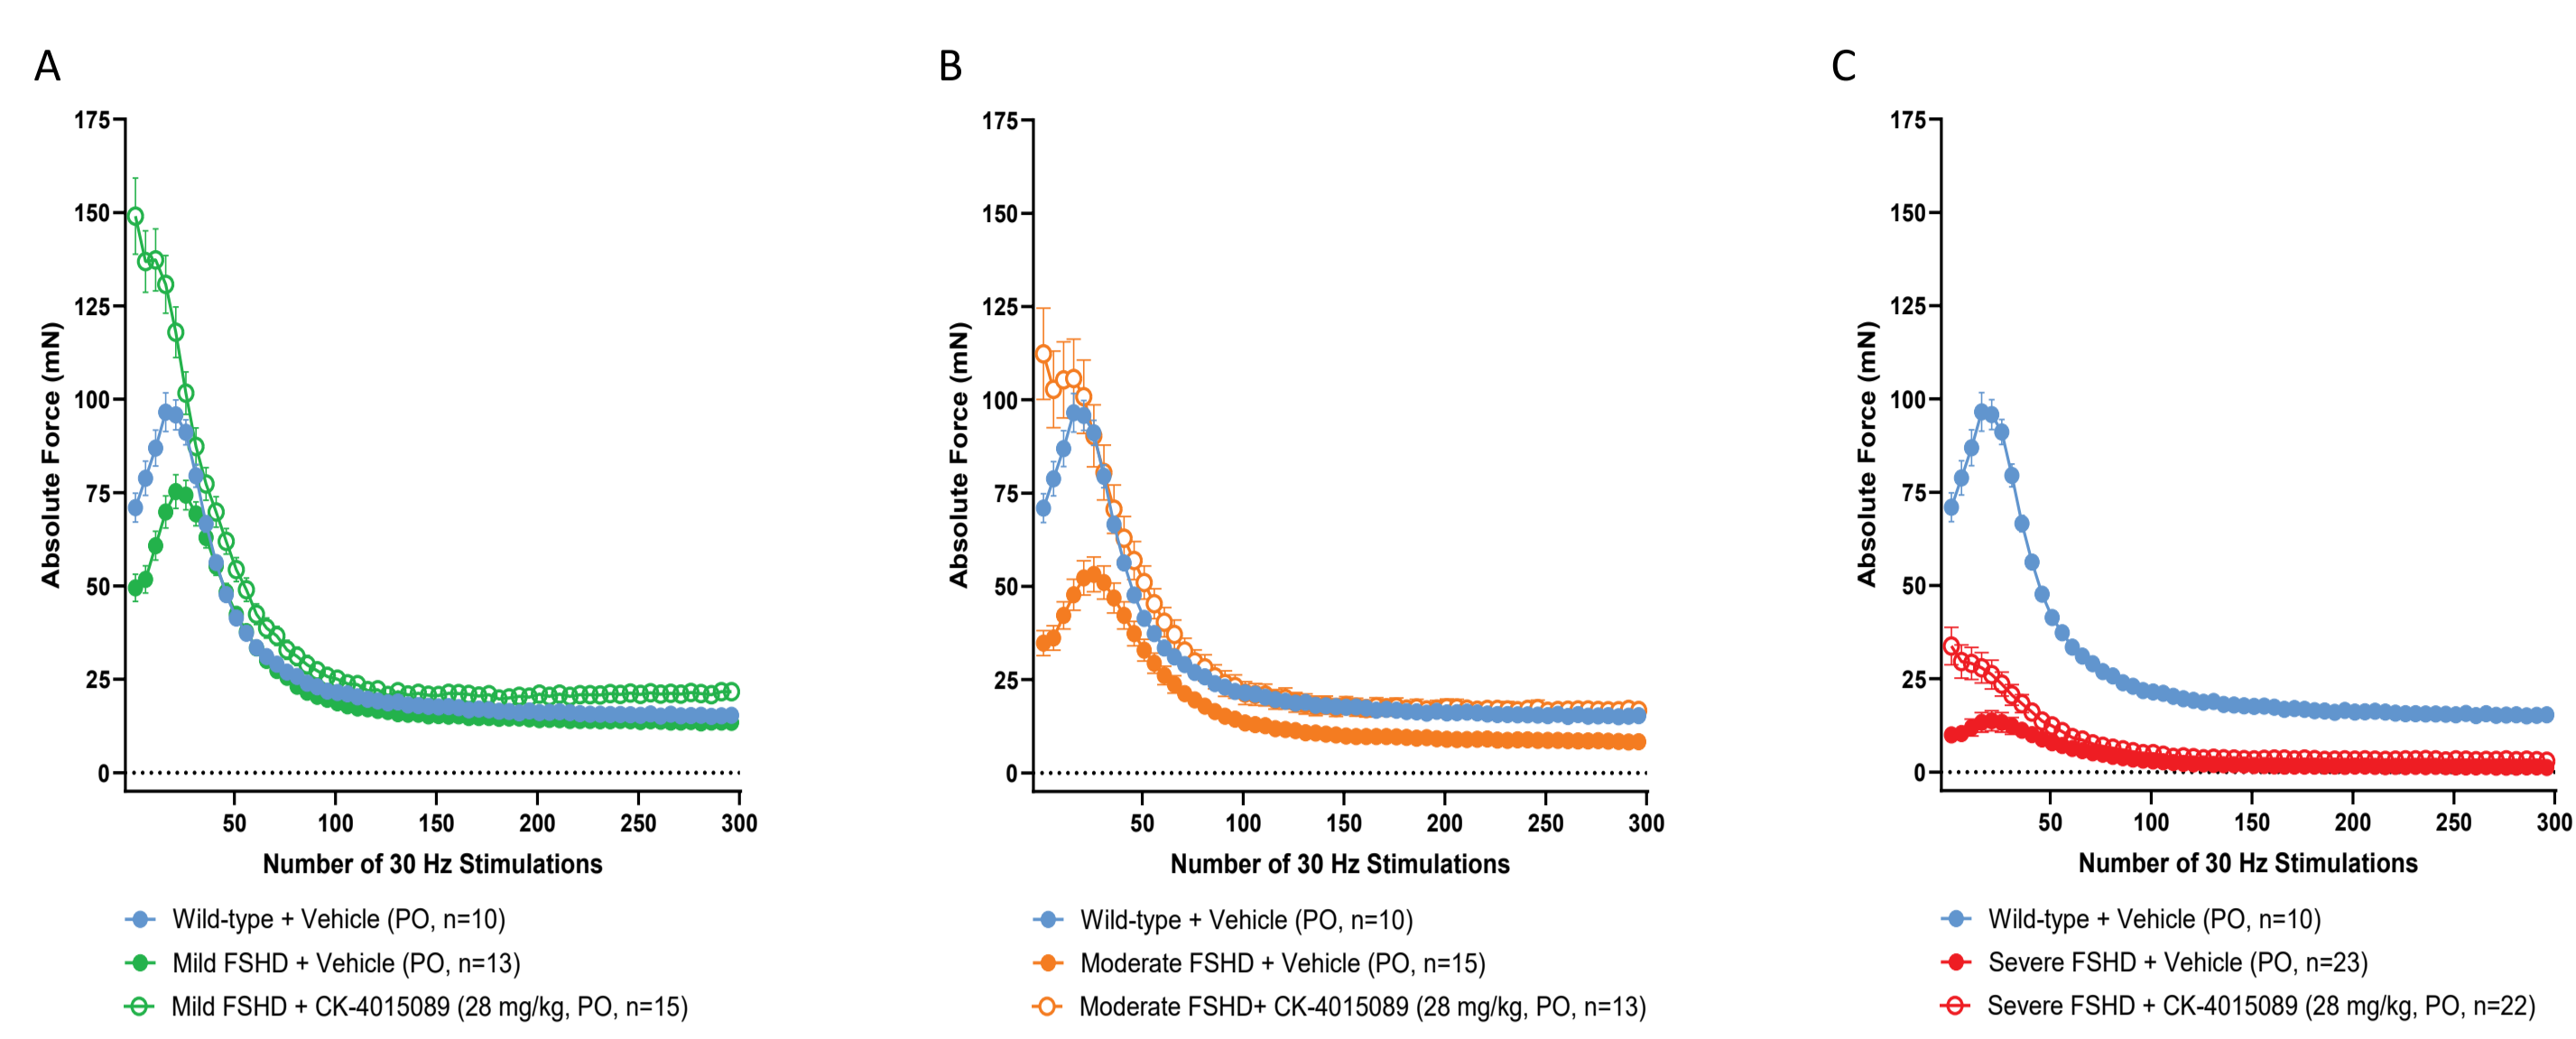 A
175
150
125
100
75
50
25
0
Absolute Force (mN)
50 100 150 200 250 300
Number of 30 Hz Stimulations
Wild-type + Vehicle (PO, n=10)
Mild FSHD + Vehicle (PO, n=13)
Mild FSHD + CK-4015089 (28 mg/kg, PO, n=15)
B
175
150
125
100
75
50
25
0
Absolute Force (mN)
50 100 150 200 250 300
Number of 30 Hz Stimulations
Wild-type + Vehicle (PO, n=10)
Moderate FSHD + Vehicle (PO, n=15)
Moderate FSHD+ CK-4015089 (28 mg/kg, PO, n=13)
C
175
150
125
100
75
50
25
0
Absolute Force (mN)
50 100 150 200 250 300
Number of 30 Hz Stimulations
Wild-type + Vehicle (PO, n=10)
Severe FSHD + Vehicle (PO, n=23)
Severe FSHD + CK-4015089 (28 mg/kg, PO, n=22)